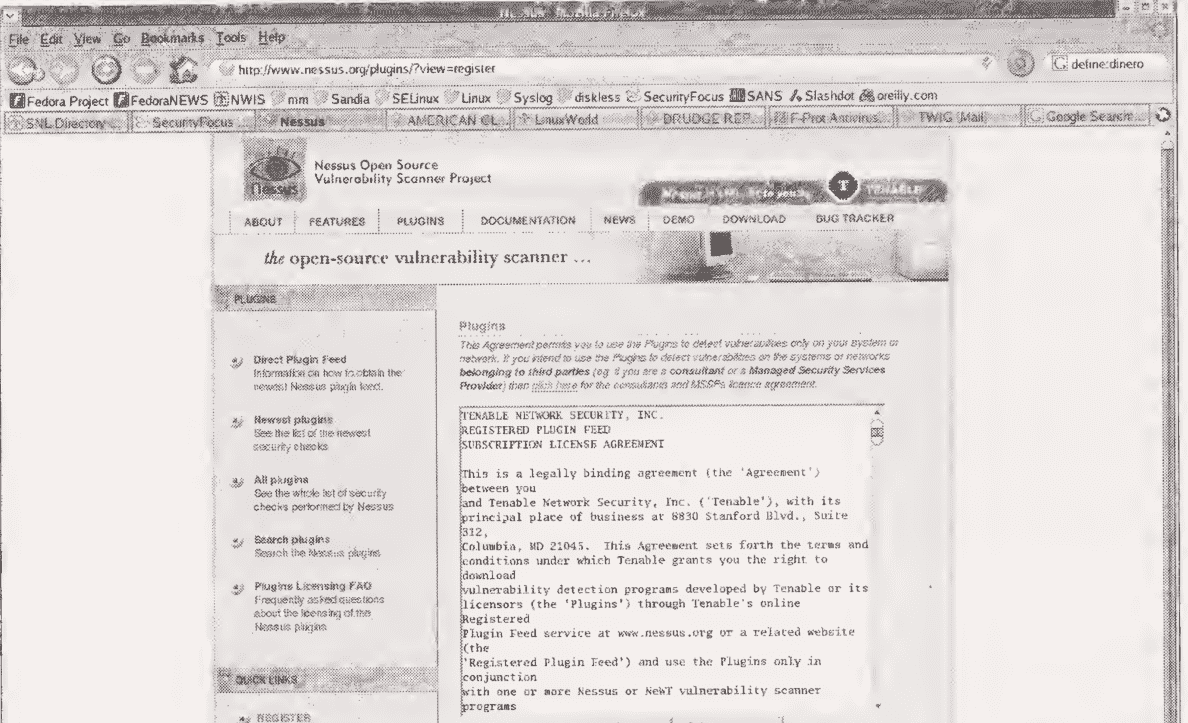 Nessus - Mozilla Firefox
File Edit View Go Bookmarks Tools Help
http://www.nessus.org/plugins/?view=register
define:dinero
Fedora Project FedoraNEWS NWIS mm Sandia SELinux Linux Syslog diskless SecurityFocus SANS Slashdot oreilly.com
SNL Directory ... SecurityFocus ... Nessus AMERICAN CL... LinuxWorld DRUDGE REP... F-Prot Antivirus... TWIG (Mail) Google Search...
Nessus
Nessus Open Source
Vulnerability Scanner Project
TENABLE
ABOUT FEATURES PLUGINS DOCUMENTATION NEWS DEMO DOWNLOAD BUG TRACKER
the open-source vulnerability scanner ...
PLUGINS
Direct Plugin Feed
Information on how to obtain the
newest Nessus plugin feed.
Newest plugins
See the list of the newest
security checks
All plugins
See the whole list of security
checks performed by Nessus
Search plugins
Search the Nessus plugins
Plugins Licensing FAQ
Frequently asked questions
about the licensing of the
Nessus plugins
QUICK LINKS
REGISTER
Plugins
This Agreement permits you to use the Plugins to detect vulnerabilities only on your system or
network. If you intend to use the Plugins to detect vulnerabilities on the systems or networks
belonging to third parties (eg. if you are a consultant or a Managed Security Services
Provider) then click here for the consultants and MSSPs licence agreement.
TENABLE NETWORK SECURITY, INC.
REGISTERED PLUGIN FEED
SUBSCRIPTION LICENSE AGREEMENT
This is a legally binding agreement (the 'Agreement')
between you
and Tenable Network Security, Inc. ('Tenable'), with its
principal place of business at 8830 Stanford Blvd., Suite
312,
Columbia, MD 21045. This Agreement sets forth the terms and
conditions under which Tenable grants you the right to
download
vulnerability detection programs developed by Tenable or its
licensors (the 'Plugins') through Tenable's online
Registered
Plugin Feed service at www.nessus.org or a related website
(the
'Registered Plugin Feed') and use the Plugins only in
conjunction
with one or more Nessus or NeWT vulnerability scanner
programs